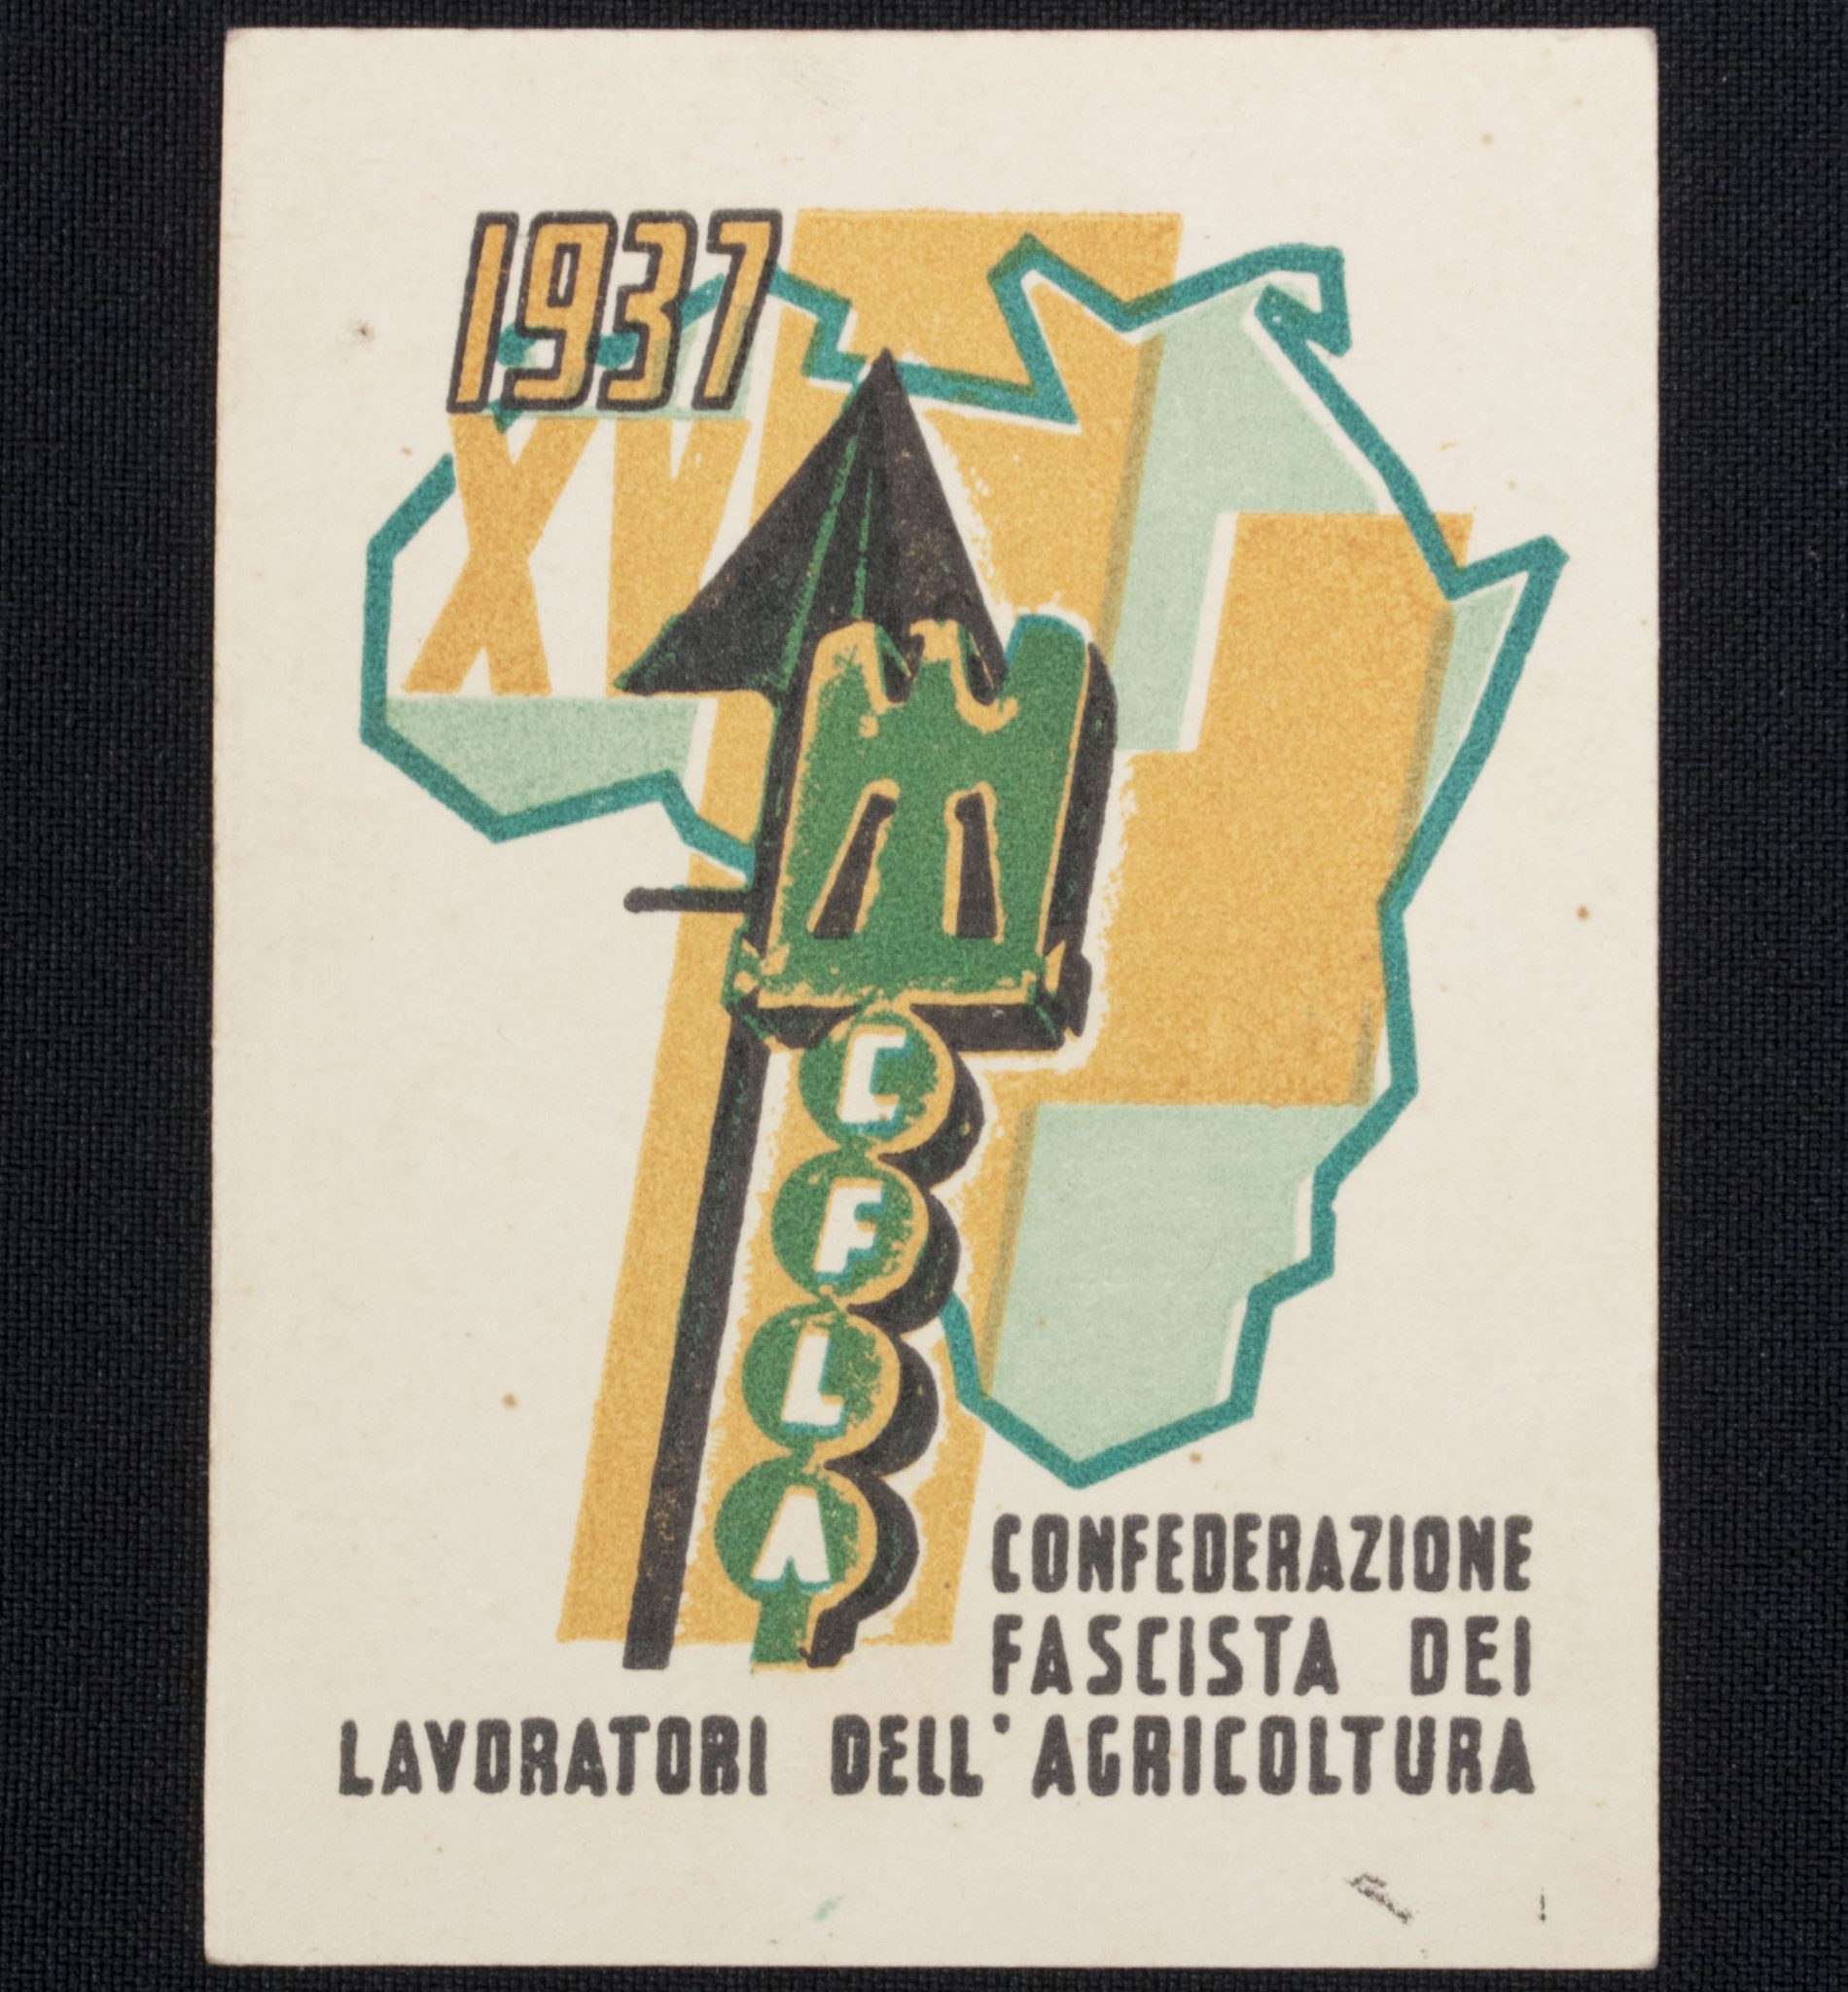 1937
XV
C
F
L
A
CONFEDERAZIONE
FASCISTA DEI
LAVORATORI DELL'AGRICOLTURA